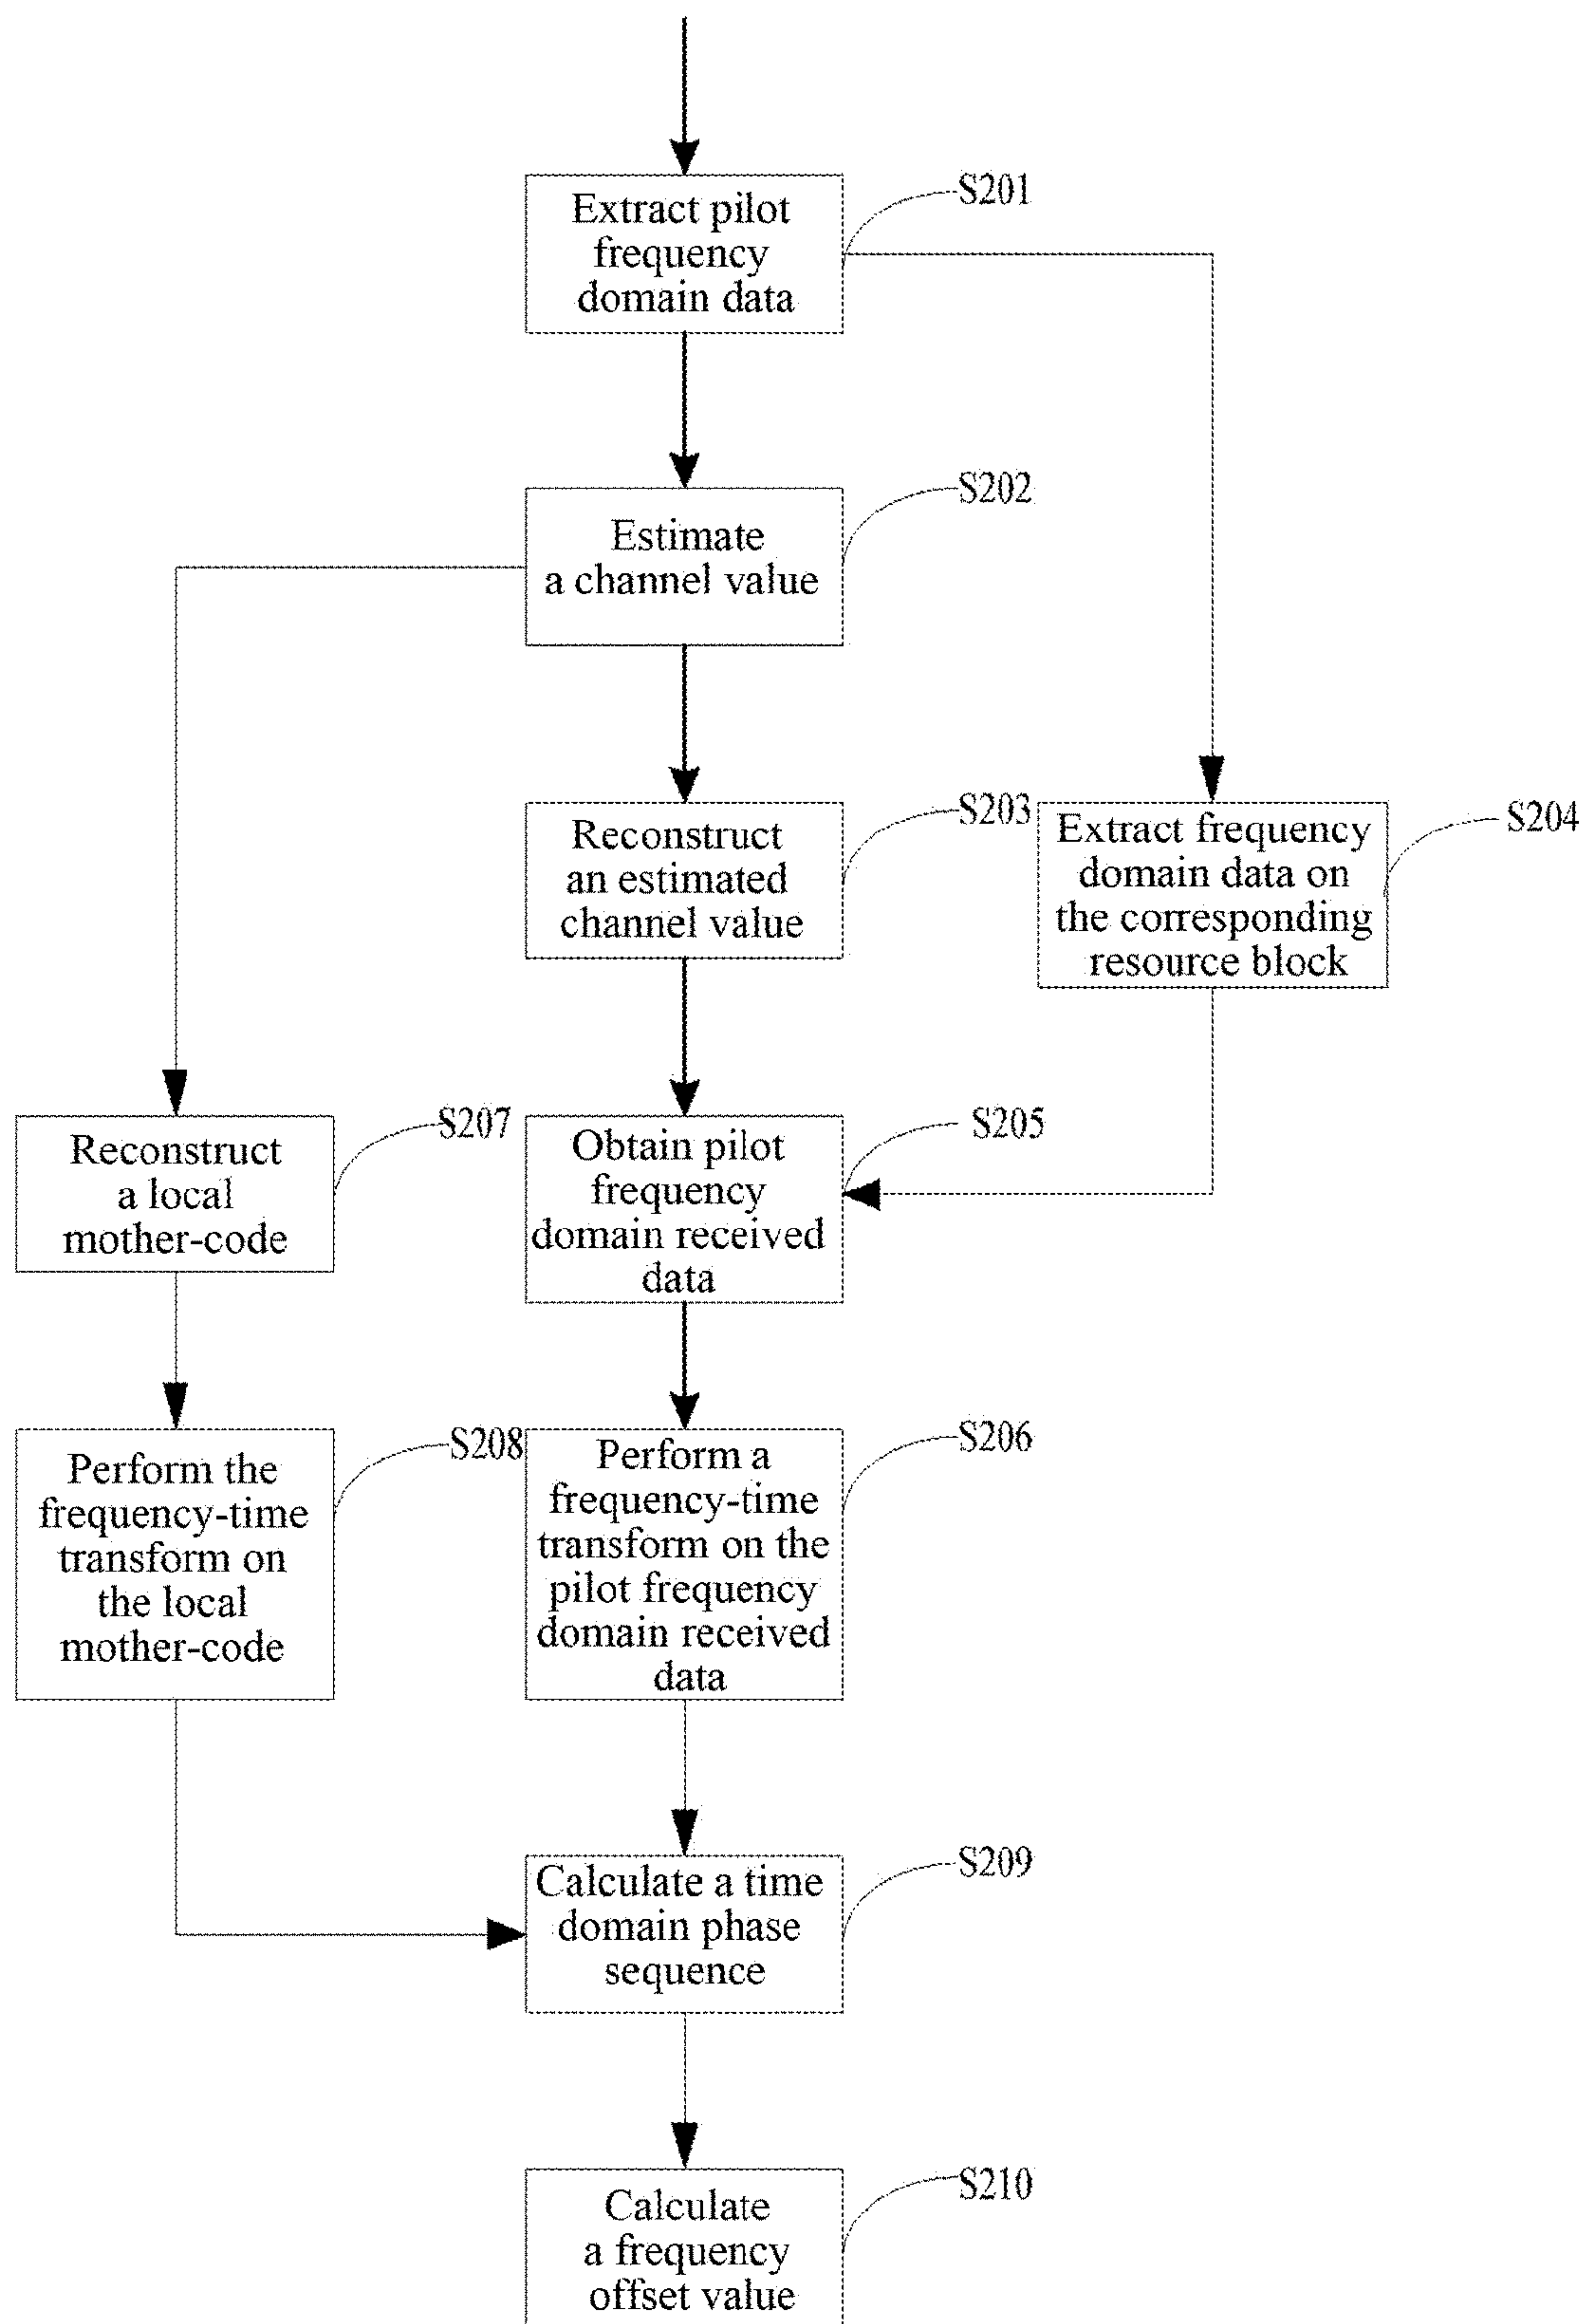 Extract pilot
frequency
domain data
S201
Estimate
a channel value
S202
Reconstruct
an estimated
channel value
S203
Extract frequency
domain data on
the corresponding
resource block
S204
Reconstruct
a local
mother-code
S207
Obtain pilot
frequency
domain received
data
S205
Perform the
frequency-time
transform on
the local
mother-code
S208
Perform a
frequency-time
transform on the
pilot frequency
domain received
data
S206
Calculate a time
domain phase
sequence
S209
Calculate
a frequency
offset value
S210